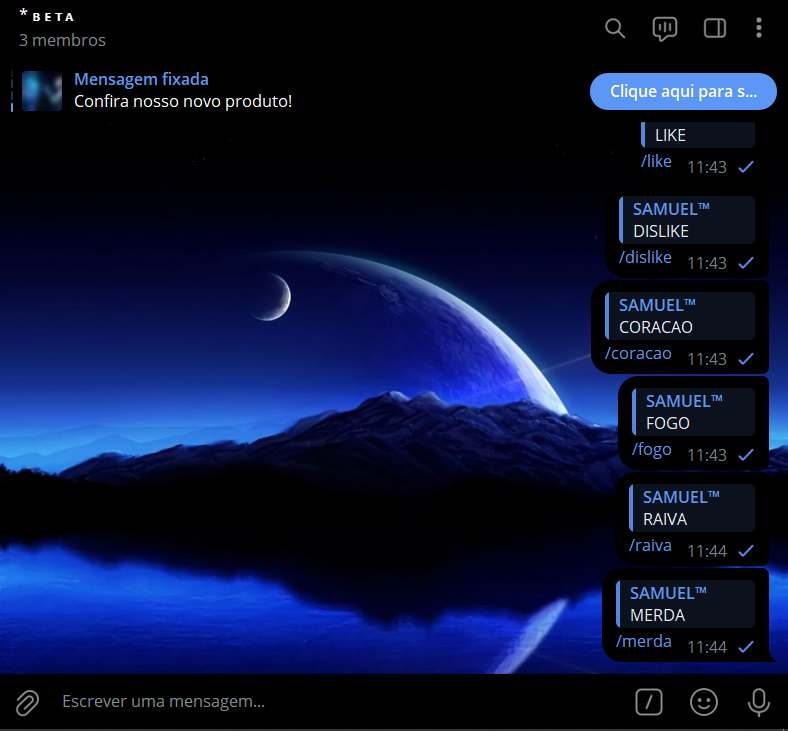 * BETA
3 membros
Mensagem fixada
Confira nosso novo produto!
Clique aqui para s...
LIKE
/like 11:43
SAMUEL™
DISLIKE
/dislike 11:43
SAMUEL™
CORACAO
/coracao 11:43
SAMUEL™
FOGO
/fogo 11:43
SAMUEL™
RAIVA
/raiva 11:44
SAMUEL™
MERDA
/merda 11:44
Escrever uma mensagem...